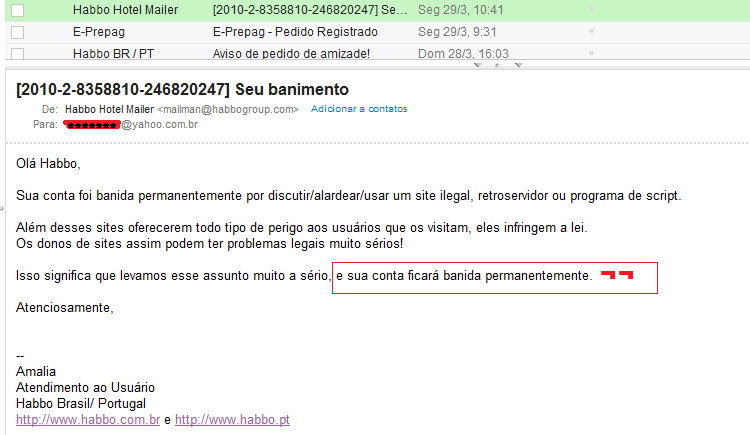 Habbo Hotel Mailer [2010-2-8358810-246820247] Se... Seg 29/3, 10:41
E-Prepag E-Prepag - Pedido Registrado Seg 29/3, 9:31
Habbo BR / PT Aviso de pedido de amizade! Dom 28/3, 16:03
[2010-2-8358810-246820247] Seu banimento
De: Habbo Hotel Mailer <mailman@habbogroup.com> Adicionar a contatos
Para: @yahoo.com.br
Olá Habbo,
Sua conta foi banida permanentemente por discutir/alardear/usar um site ilegal, retroservidor ou programa de script.
Além desses sites oferecerem todo tipo de perigo aos usuários que os visitam, eles infringem a lei.
Os donos de sites assim podem ter problemas legais muito sérios!
Isso significa que levamos esse assunto muito a sério, e sua conta ficará banida permanentemente. ¬¬
Atenciosamente,
--
Amalia
Atendimento ao Usuário
Habbo Brasil/ Portugal
http://www.habbo.com.br e http://www.habbo.pt